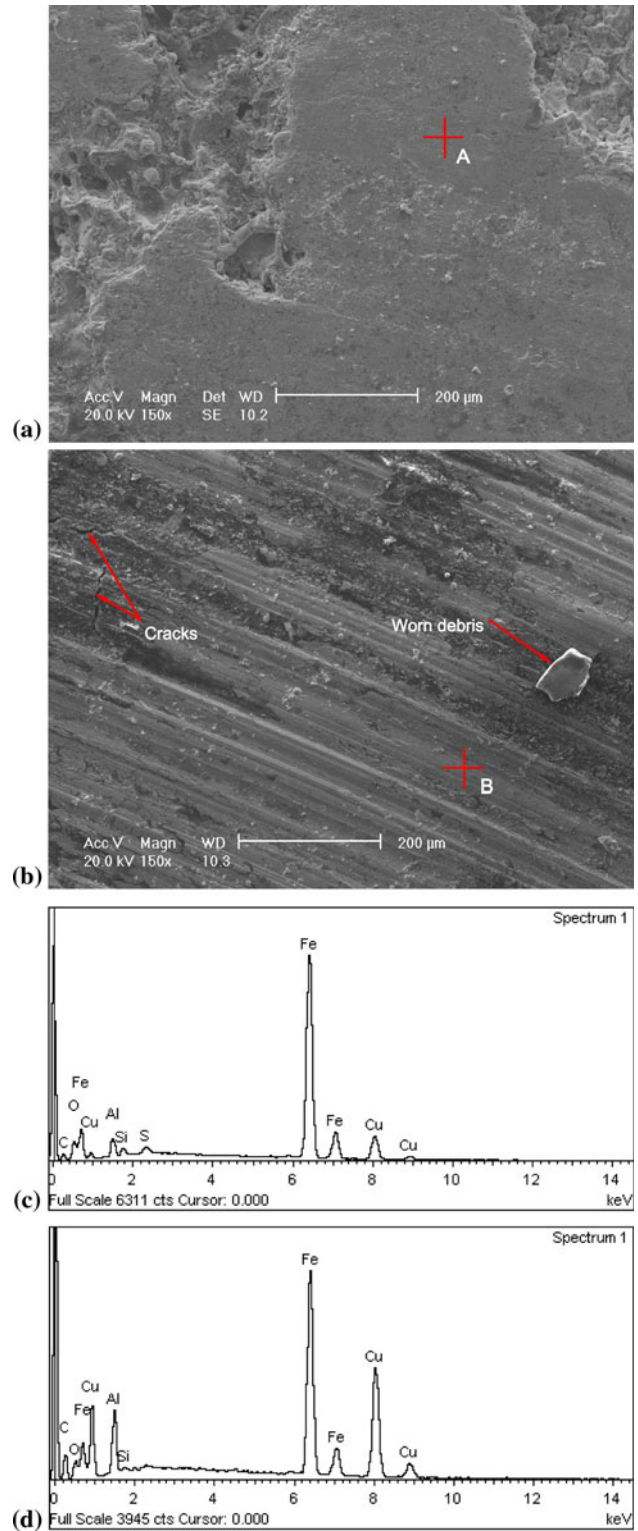 A
Acc.V Magn Det WD 200 µm
20.0 kV 150x SE 10.2
(a)
Cracks
Worn debris
B
Acc.V Magn WD 200 µm
20.0 kV 150x 10.3
(b)
Spectrum 1
Fe
Fe
O
Cu
Al
C
Si
S
Fe
Cu
Cu
0 2 4 6 8 10 12 14
Full Scale 6311 cts Cursor: 0.000 keV
(c)
Spectrum 1
Fe
Cu
Cu
Al
C
Fe
O
Si
Fe
Cu
0 2 4 6 8 10 12 14
Full Scale 3945 cts Cursor: 0.000 keV
(d)